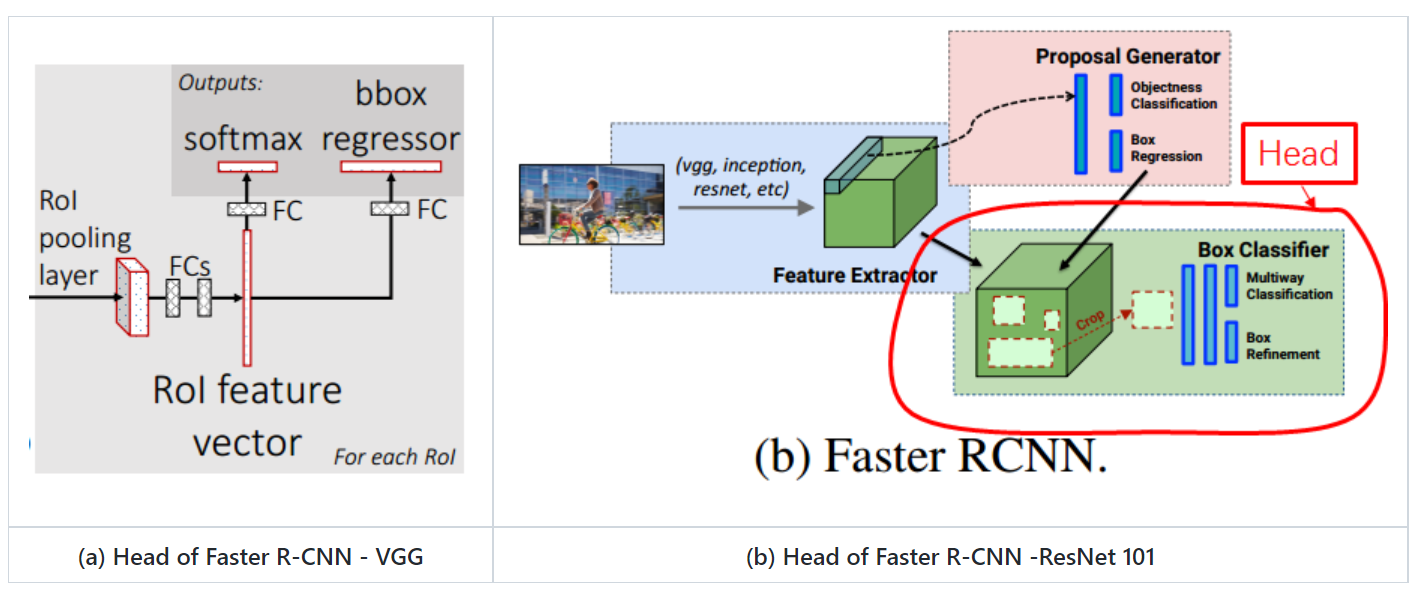 Outputs:
softmax
bbox
regressor
FC
FC
RoI
pooling
layer
FCs
RoI feature
vector
For each RoI
(a) Head of Faster R-CNN - VGG
Proposal Generator
Objectness
Classification
Box
Regression
Head
(vgg, inception,
resnet, etc)
Feature Extractor
Box Classifier
Multiway
Classification
Crop
Box
Refinement
(b) Faster RCNN.
(b) Head of Faster R-CNN -ResNet 101